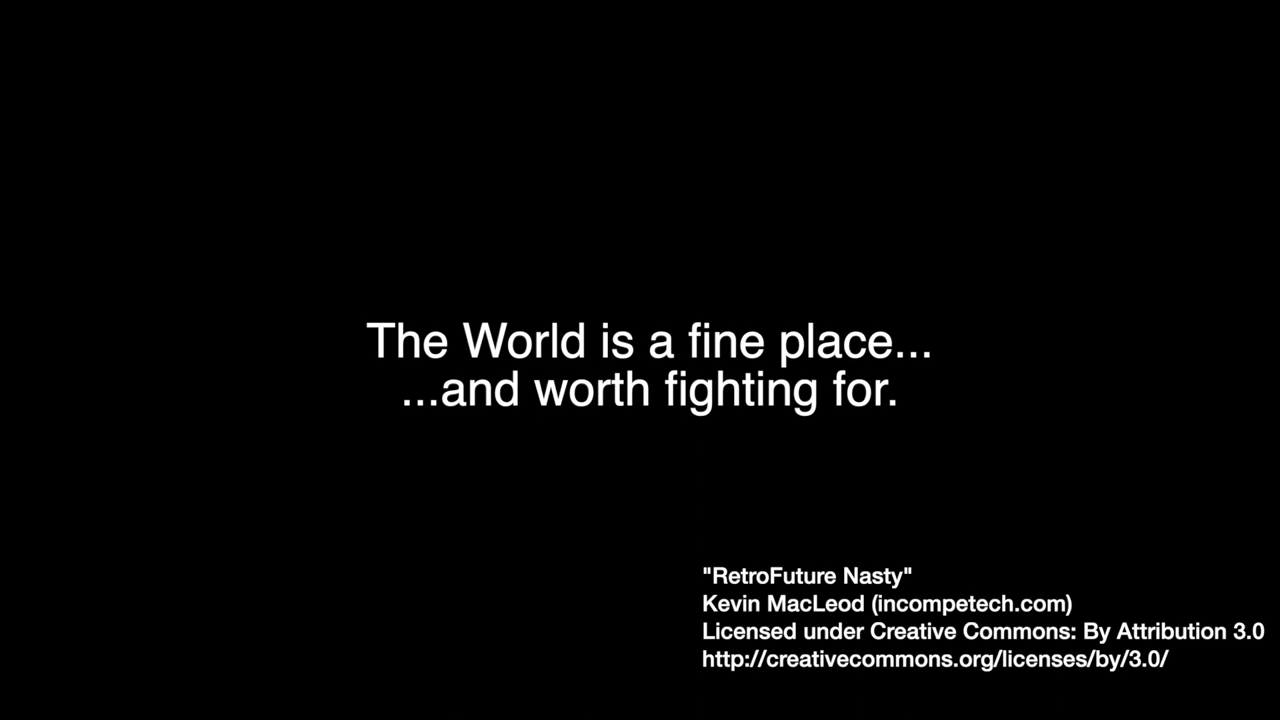 The World is a fine place...
...and worth fighting for.
"RetroFuture Nasty"
Kevin MacLeod (incompetech.com)
Licensed under Creative Commons: By Attribution 3.0
http://creativecommons.org/licenses/by/3.0/